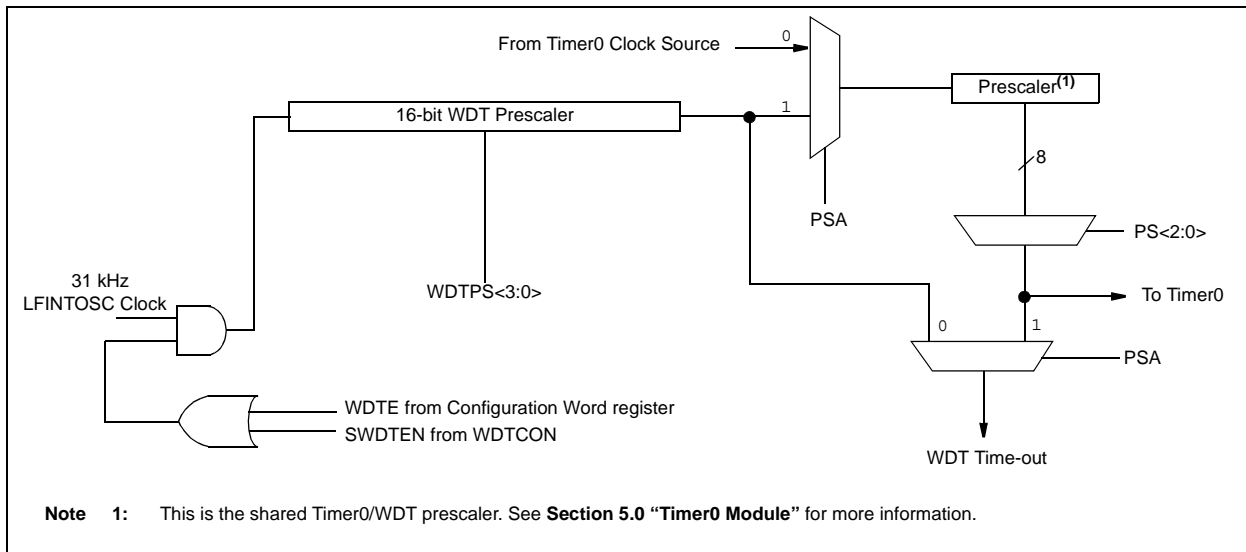 From Timer0 Clock Source
0
1
Prescaler(1)
16-bit WDT Prescaler
8
PSA
PS<2:0>
31 kHz
LFINTOSC Clock
WDTPS<3:0>
To Timer0
0
1
PSA
WDTE from Configuration Word register
SWDTEN from WDTCON
WDT Time-out
Note 1: This is the shared Timer0/WDT prescaler. See Section 5.0 “Timer0 Module” for more information.